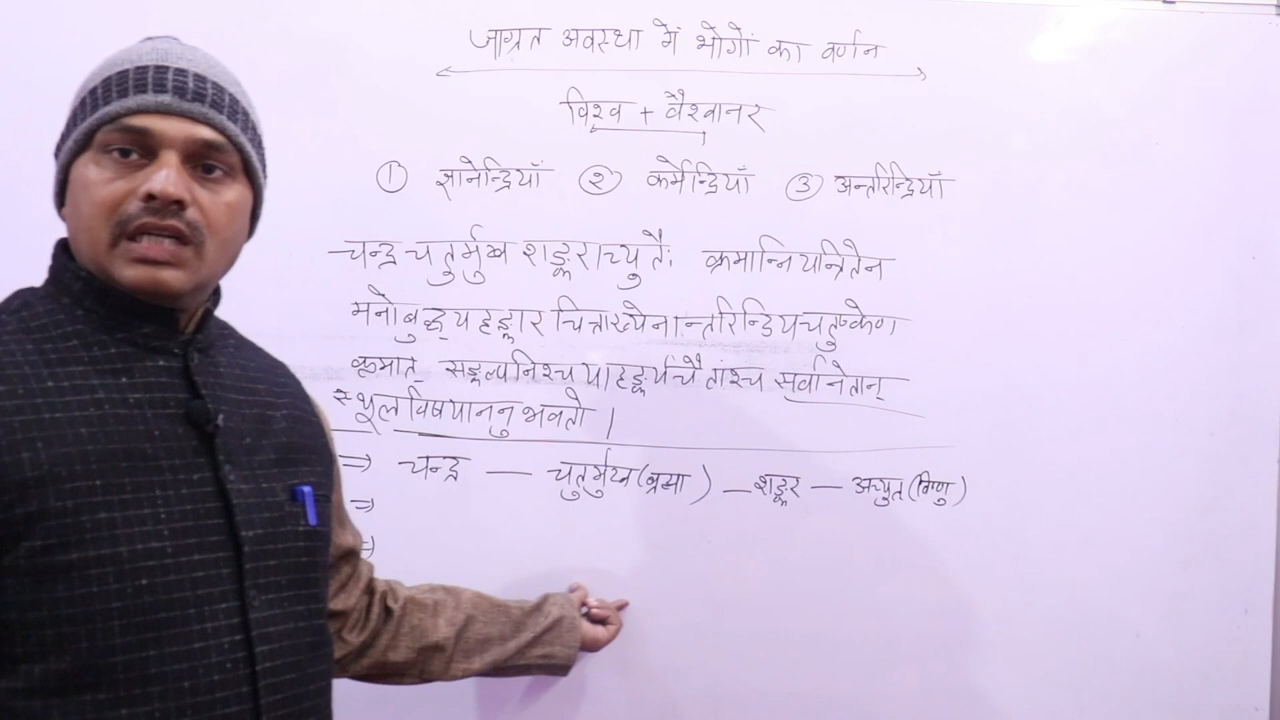 जाग्रत अवस्था में भोगों का वर्णन
विश्व + वैश्वानर
① ज्ञानेन्द्रियाँ ② कर्मेन्द्रियाँ ③ अन्तरिन्द्रियाँ
चन्द्र चतुर्मुख शङ्कराच्युतैः क्रमान्नियन्त्रितेन
मनोबुद्ध्यहङ्कार चित्ताख्येनान्तरिन्द्रियचतुष्केण
क्रमात् सङ्कल्पनिश्चयाहङ्कार्यचैतांश्च सर्वानेतान्
स्थूलविषयाननुभवतो ।
⇒ चन्द्र — चतुर्मुख (ब्रह्मा) — शङ्कर — अच्युत (विष्णु)
⇒
⇒